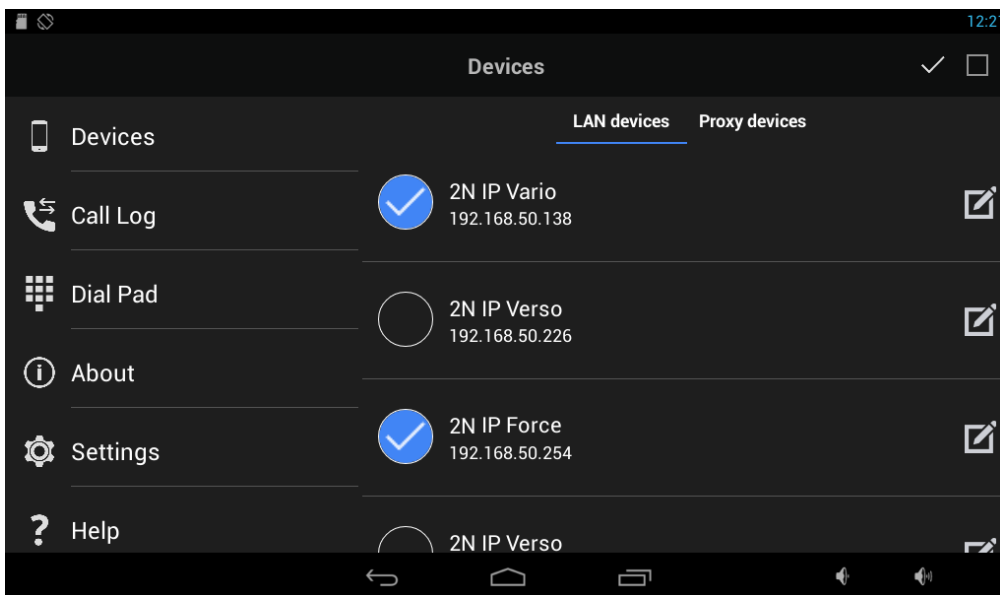 12:2
Devices
Devices
Call Log
Dial Pad
About
Settings
Help
LAN devices Proxy devices
2N IP Vario
192.168.50.138
2N IP Verso
192.168.50.226
2N IP Force
192.168.50.254
2N IP Verso